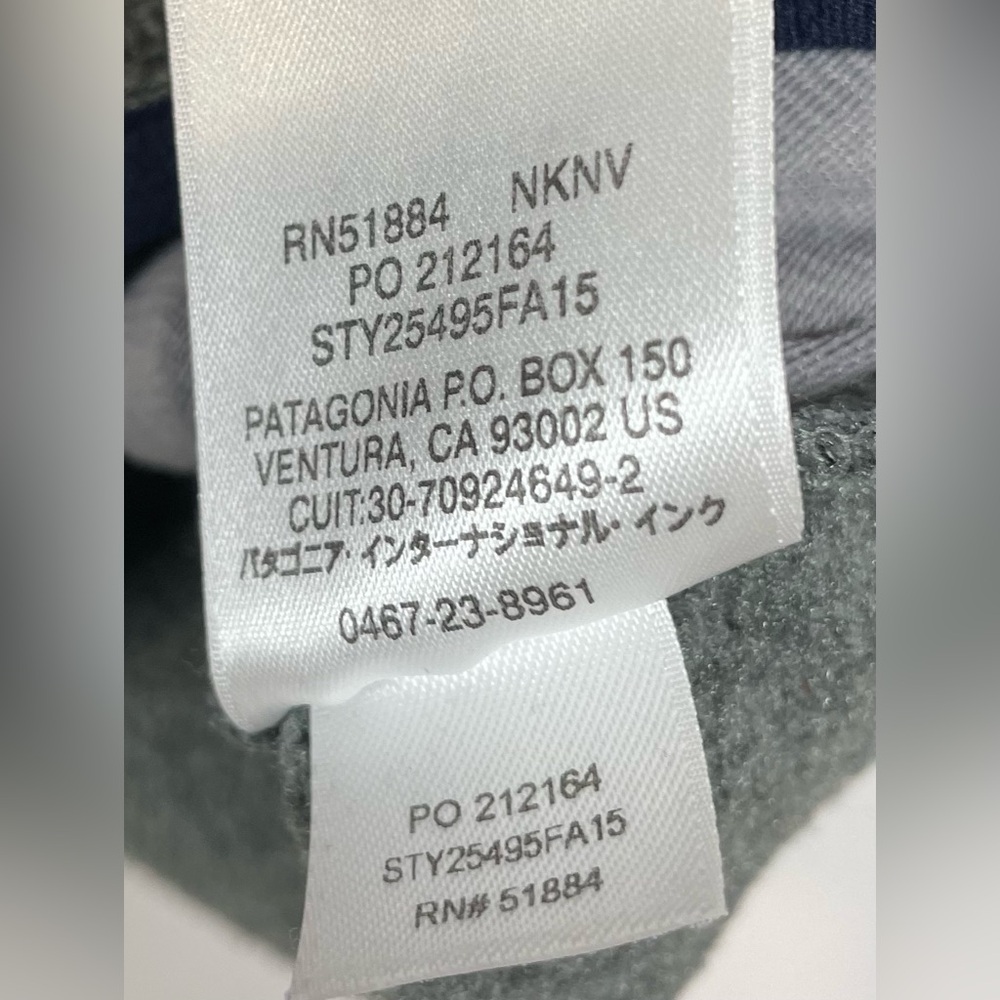 RN51884 NKNV
PO 212164
STY25495FA15
PATAGONIA P.O. BOX 150
VENTURA, CA 93002 US
CUIT:30-70924649-2
パタゴニア・インターナショナル・インク
0467-23-8961
PO 212164
STY25495FA15
RN# 51884